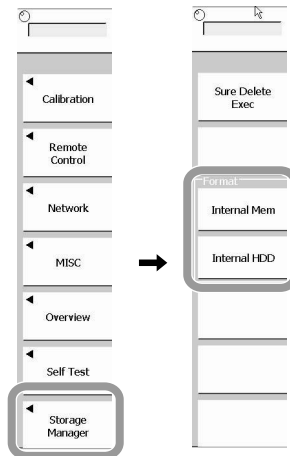 Calibration
Remote
Control
Network
MISC
Overview
Self Test
Storage
Manager
Sure Delete
Exec
Format
Internal Mem
Internal HDD